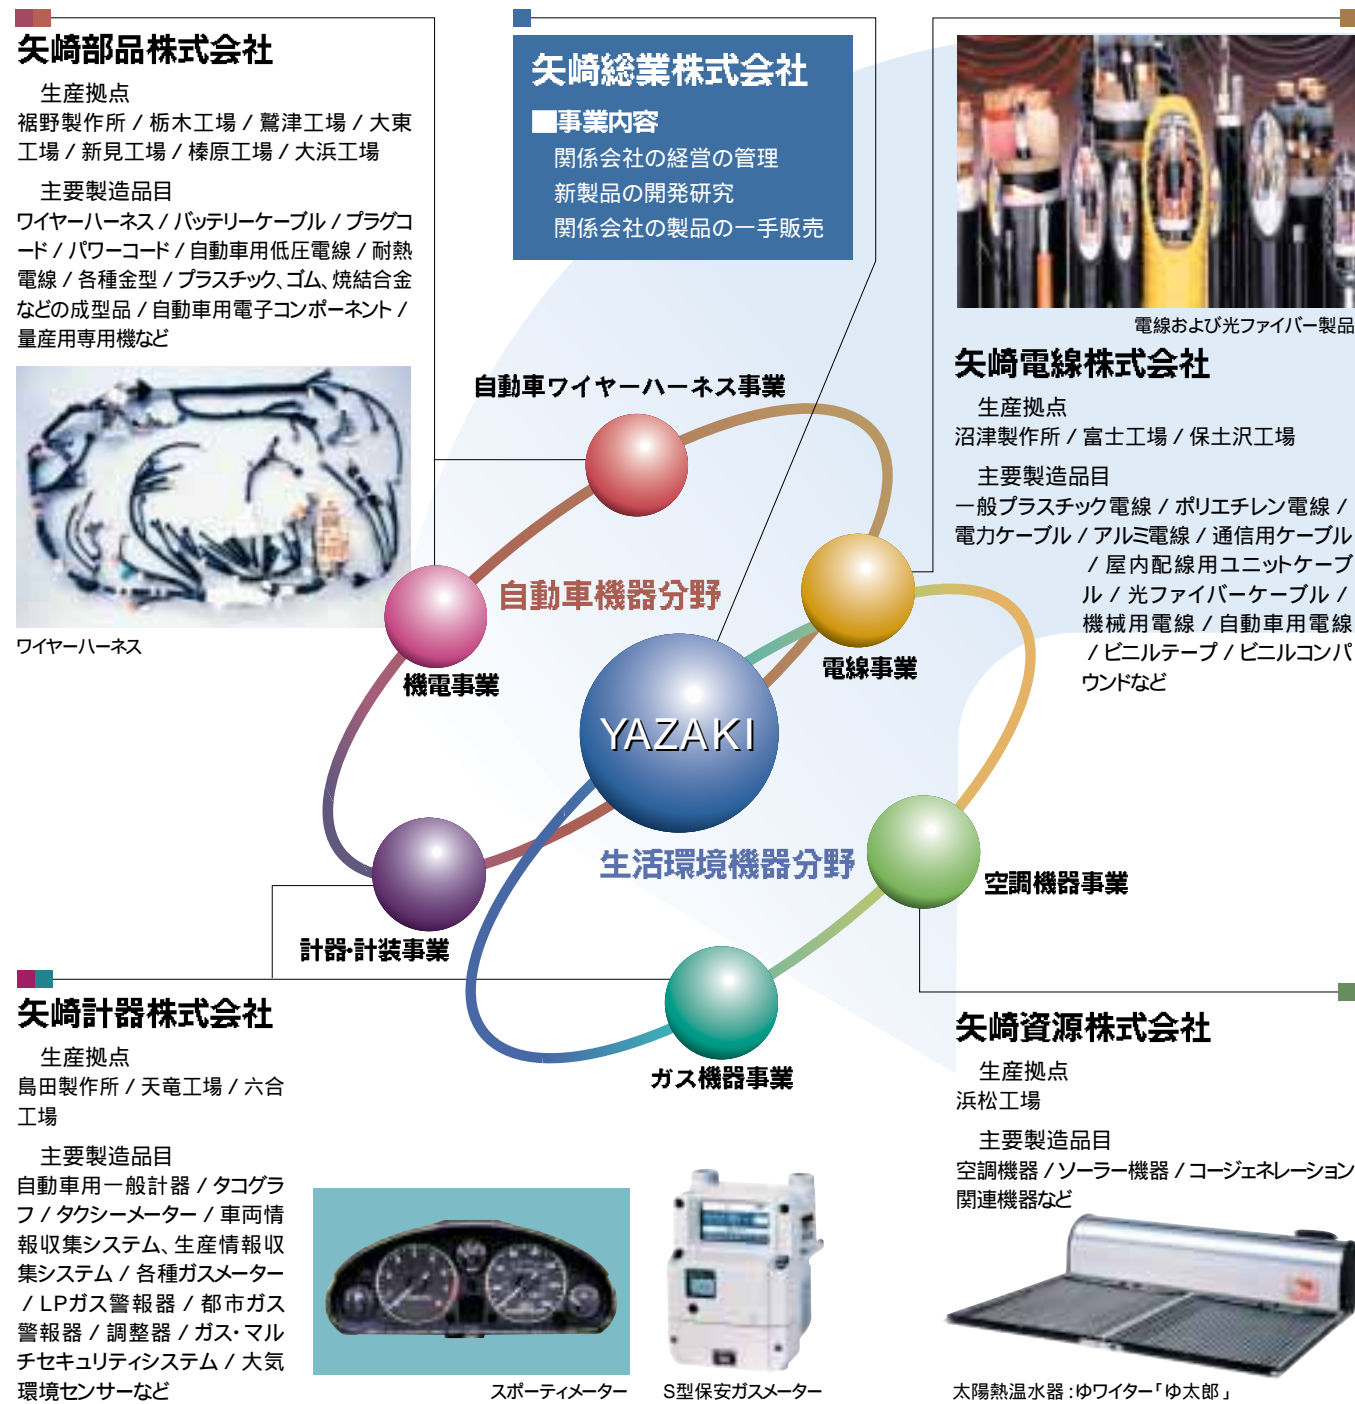 矢崎部品株式会社
生産拠点
裾野製作所 / 栃木工場 / 鷲津工場 / 大東
工場 / 新見工場 / 榛原工場 / 大浜工場
主要製造品目
ワイヤーハーネス / バッテリーケーブル / プラグコ
ード / パワーコード / 自動車用低圧電線 / 耐熱
電線 / 各種金型 / プラスチック、ゴム、焼結合金
などの成型品 / 自動車用電子コンポーネント /
量産用専用機など
ワイヤーハーネス
矢崎総業株式会社
■事業内容
関係会社の経営の管理
新製品の開発研究
関係会社の製品の一手販売
電線および光ファイバー製品
矢崎電線株式会社
生産拠点
沼津製作所 / 富士工場 / 保土沢工場
主要製造品目
一般プラスチック電線 / ポリエチレン電線 /
電力ケーブル / アルミ電線 / 通信用ケーブル
/ 屋内配線用ユニットケーブ
ル / 光ファイバーケーブル /
機械用電線 / 自動車用電線
/ ビニルテープ / ビニルコンパ
ウンドなど
自動車ワイヤーハーネス事業
自動車機器分野
機電事業
電線事業
YAZAKI
生活環境機器分野
空調機器事業
計器・計装事業
ガス機器事業
矢崎計器株式会社
生産拠点
島田製作所 / 天竜工場 / 六合
工場
主要製造品目
自動車用一般計器 / タコグラ
フ / タクシーメーター / 車両情
報収集システム、生産情報収
集システム / 各種ガスメーター
/ LPガス警報器 / 都市ガス
警報器 / 調整器 / ガス・マル
チセキュリティシステム / 大気
環境センサーなど
スポーティメーター
S型保安ガスメーター
矢崎資源株式会社
生産拠点
浜松工場
主要製造品目
空調機器 / ソーラー機器 / コージェネレーション
関連機器など
太陽熱温水器:ゆワイター「ゆ太郎」